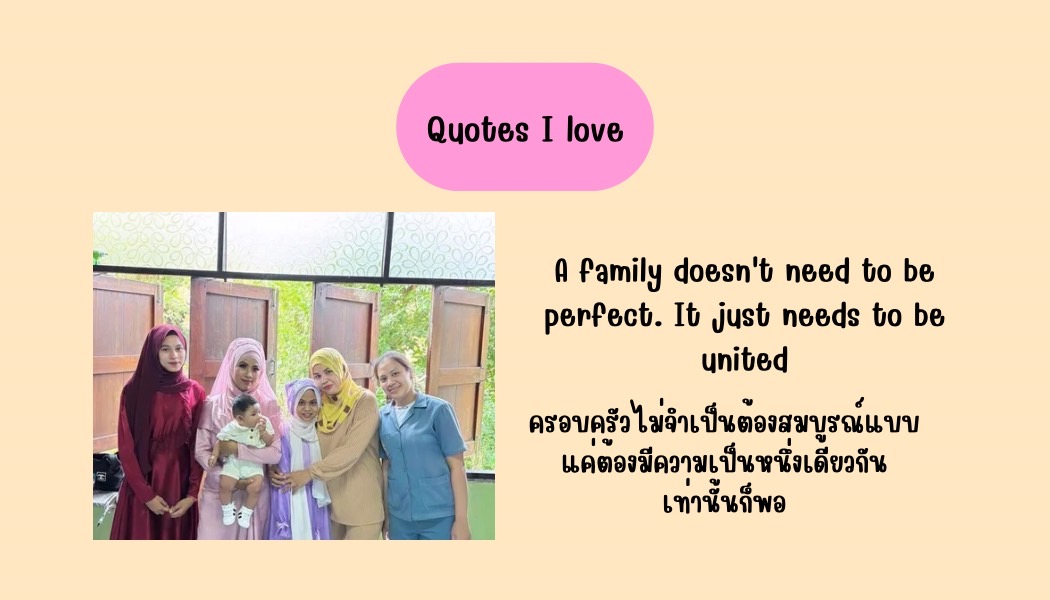 Quotes I love
A family doesn't need to be
perfect. It just needs to be
united
ครอบครัวไม่จำเป็นต้องสมบูรณ์แบบ
แค่ต้องมีความเป็นหนึ่งเดียวกัน
เท่านั้นก็พอ